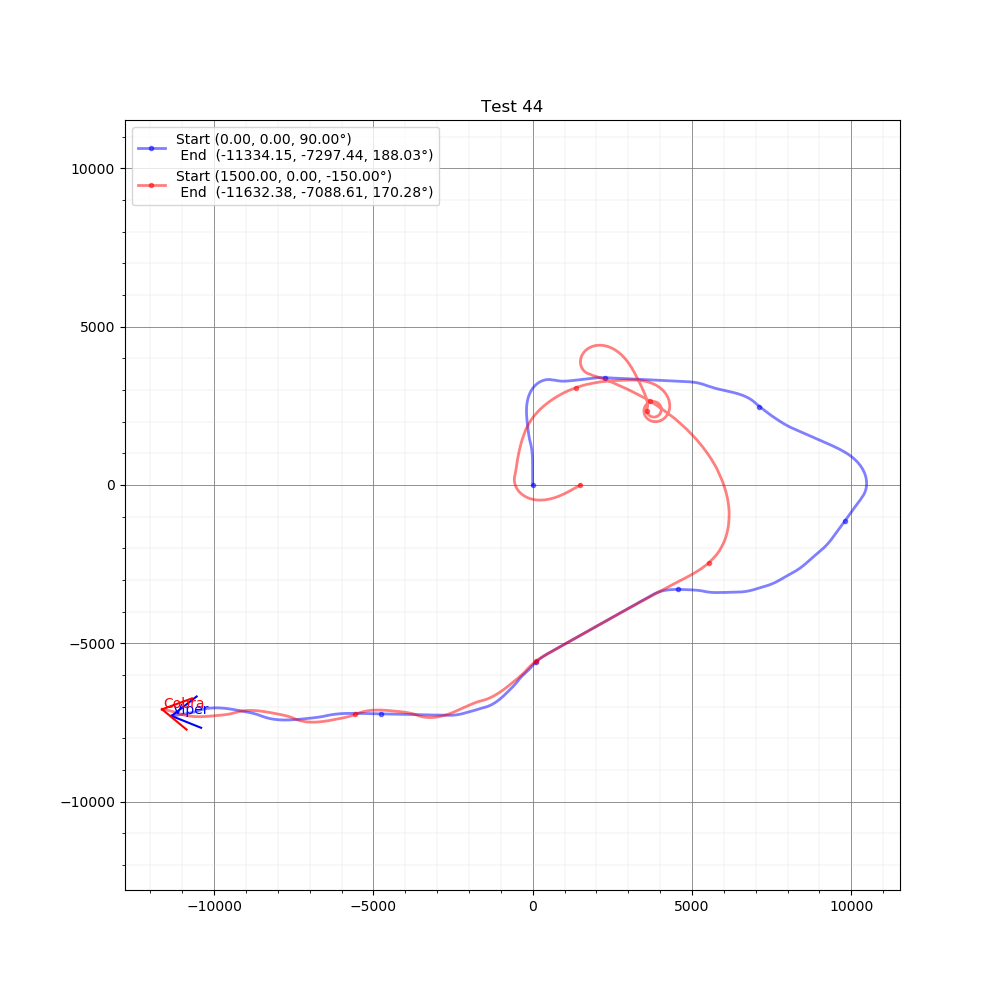 Test 44
Start (0.00, 0.00, 90.00°)
End (-11334.15, -7297.44, 188.03°)
Start (1500.00, 0.00, -150.00°)
End (-11632.38, -7088.61, 170.28°)
10000
5000
0
−5000
−10000
Cobra
−10000
−5000
0
5000
10000